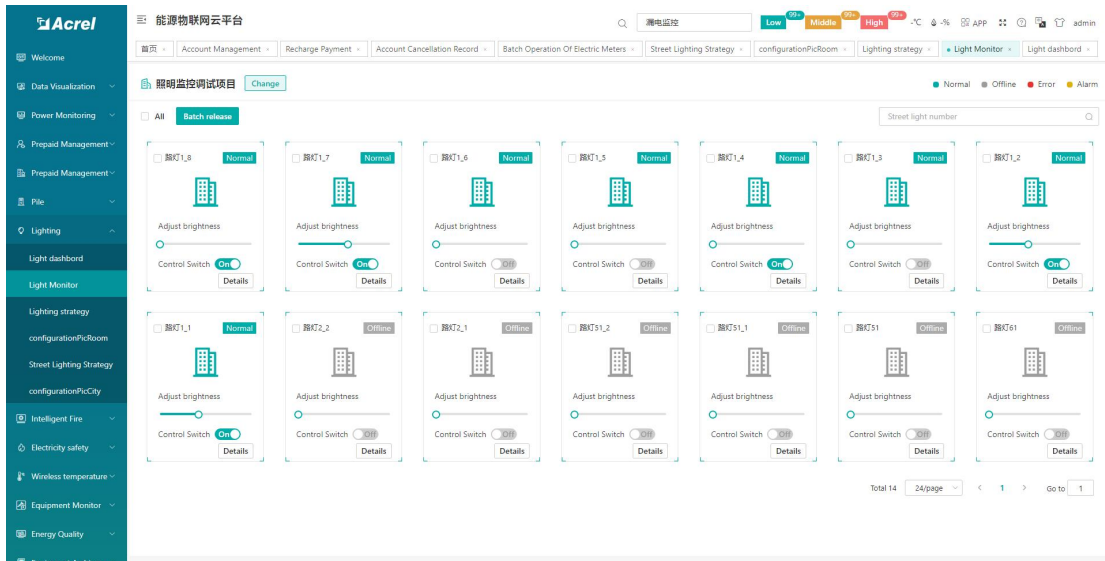 Acrel
能源物联网云平台
漏电监控
Low 99+ Middle 99+ High 99+ -℃ -% APP admin
首页 × Account Management × Recharge Payment × Account Cancellation Record × Batch Operation Of Electric Meters × Street Lighting Strategy × configurationPicRoom × Lighting strategy × Light Monitor × Light dashbord ×
Welcome
Data Visualization
Power Monitoring
Prepaid Management
Prepaid Management
Pile
Lighting
Light dashbord
Light Monitor
Lighting strategy
configurationPicRoom
Street Lighting Strategy
configurationPicCity
Intelligent Fire
Electricity safety
Wireless temperature
Equipment Monitor
Energy Quality
照明监控调试项目 Change
Normal Offline Error Alarm
All Batch release
Street light number
路灯1_8 Normal 路灯1_7 Normal 路灯1_6 Normal 路灯1_5 Normal 路灯1_4 Normal 路灯1_3 Normal 路灯1_2 Normal
Adjust brightness Adjust brightness Adjust brightness Adjust brightness Adjust brightness Adjust brightness Adjust brightness
Control Switch On Control Switch On Control Switch Off Control Switch Off Control Switch On Control Switch Off Control Switch On
Details Details Details Details Details Details Details
路灯1_1 Normal 路灯2_2 Offline 路灯2_1 Offline 路灯51_2 Offline 路灯51_1 Offline 路灯51 Offline 路灯61 Offline
Adjust brightness Adjust brightness Adjust brightness Adjust brightness Adjust brightness Adjust brightness Adjust brightness
Control Switch On Control Switch Off Control Switch Off Control Switch Off Control Switch Off Control Switch Off Control Switch Off
Details Details Details Details Details Details Details
Total 14 24/page < 1 > Go to 1